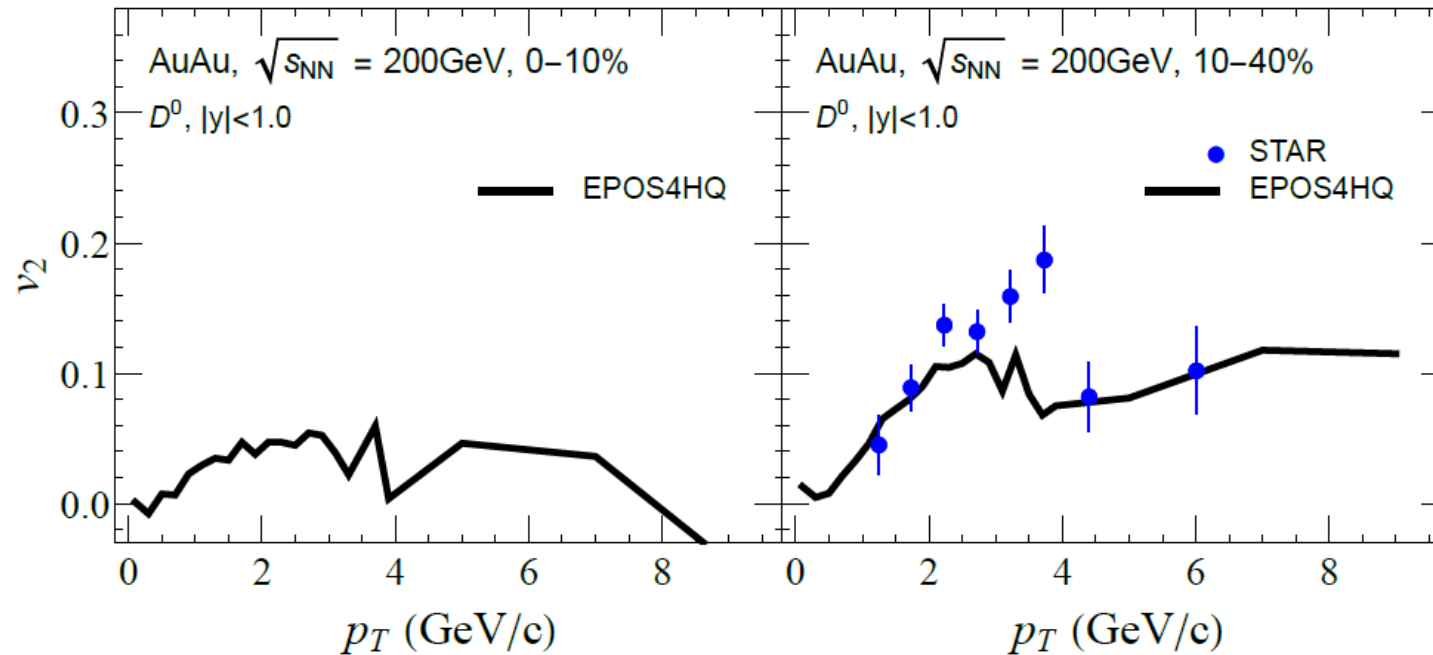 AuAu, √sNN = 200GeV, 0–10%
D⁰, |y|<1.0
EPOS4HQ
AuAu, √sNN = 200GeV, 10–40%
D⁰, |y|<1.0
STAR
EPOS4HQ
v₂
0.3
0.2
0.1
0.0
0 2 4 6 8
0 2 4 6 8
pT (GeV/c)
pT (GeV/c)